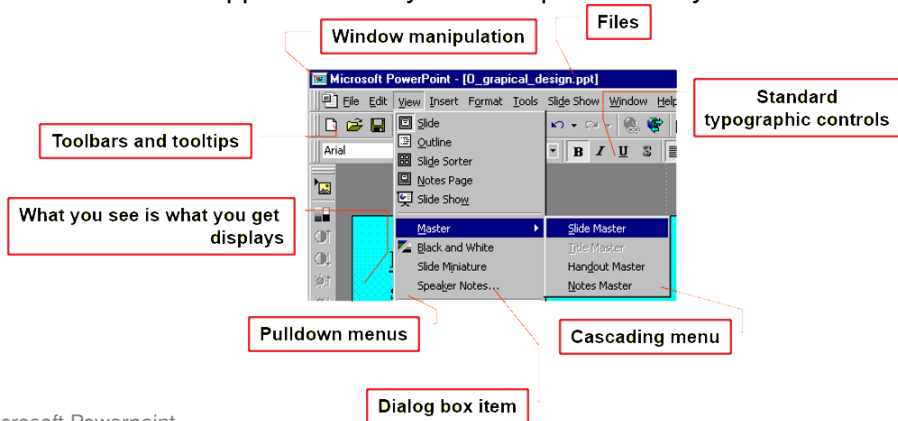 Files
Window manipulation
Microsoft PowerPoint - [O_grapical_design.ppt]
File Edit View Insert Format Tools Slide Show Window Help
Standard
typographic controls
Toolbars and tooltips
Slide
Outline
Arial
B I U S
Slide Sorter
Notes Page
Slide Show
What you see is what you get
displays
Master
Slide Master
Black and White
Title Master
Slide Miniature
Handout Master
Speaker Notes...
Notes Master
Pulldown menus
Cascading menu
Dialog box item
Powerpoint